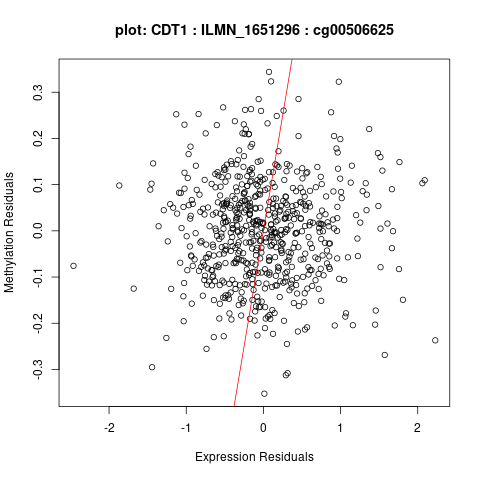 plot: CDT1 : ILMN_1651296 : cg00506625
Methylation Residuals
0.3
0.2
0.1
0.0
-0.1
-0.2
-0.3
-2 -1 0 1 2
Expression Residuals